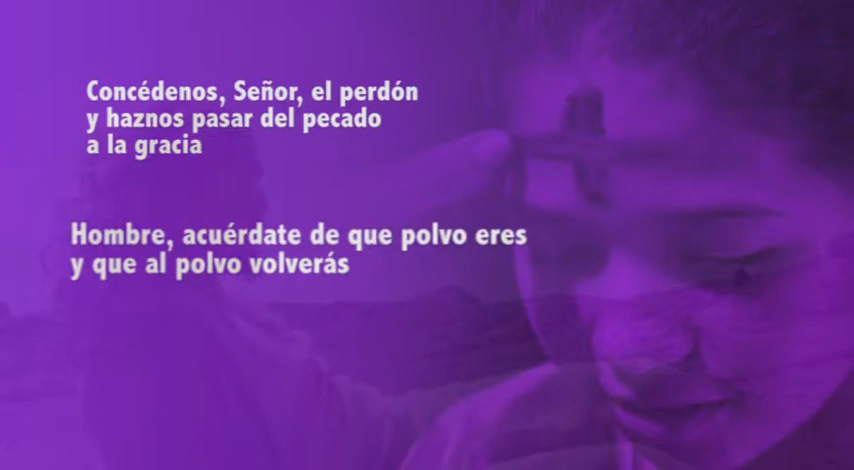 Concédenos, Señor, el perdón
y haznos pasar del pecado
a la gracia
Hombre, acuérdate de que polvo eres
y que al polvo volverás